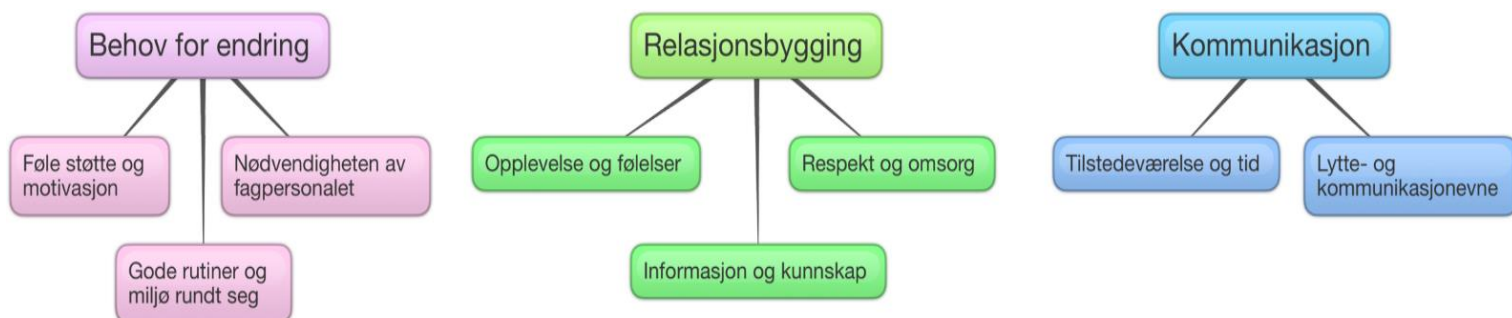 Behov for endring
Føle støtte og
motivasjon
Nødvendigheten av
fagpersonalet
Gode rutiner og
miljø rundt seg
Relasjonsbygging
Opplevelse og følelser
Respekt og omsorg
Informasjon og kunnskap
Kommunikasjon
Tilstedeværelse og tid
Lytte- og
kommunikasjonevne